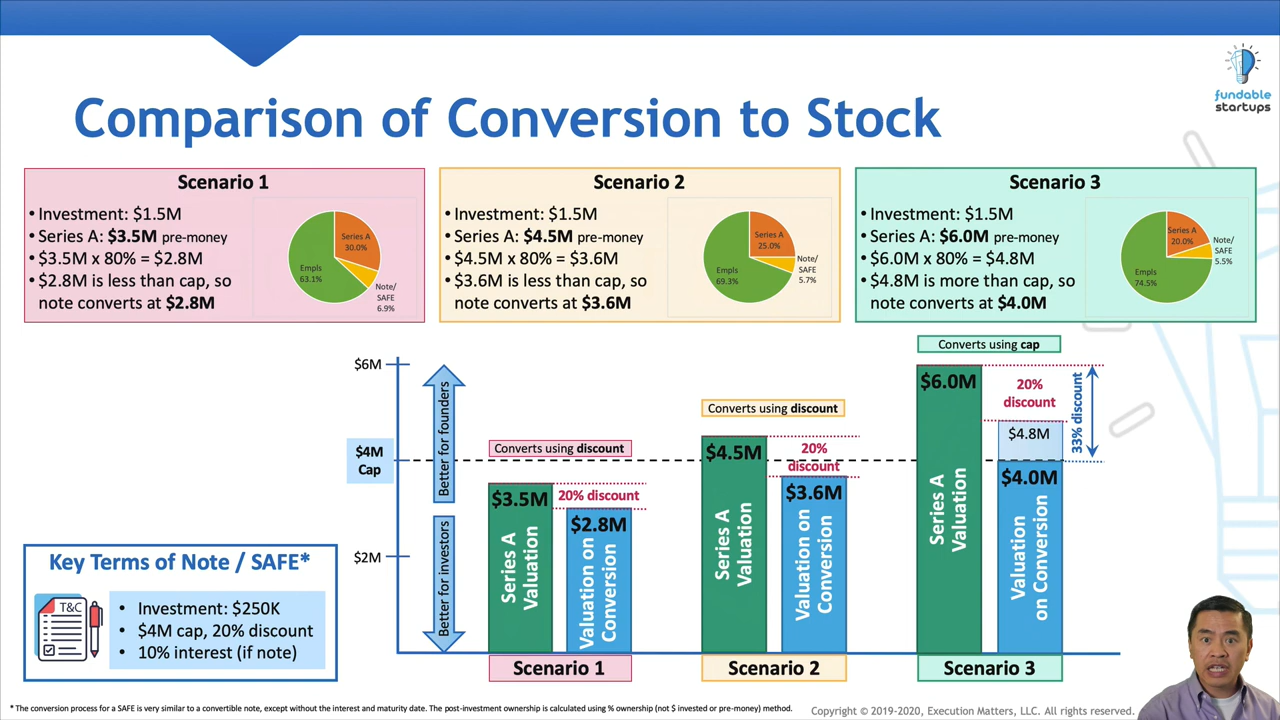 fundable
startups
Comparison of Conversion to Stock
Scenario 1
• Investment: $1.5M
• Series A: $3.5M pre-money
• $3.5M x 80% = $2.8M
• $2.8M is less than cap, so
note converts at $2.8M
Series A
30.0%
Empls
63.1%
Note/
SAFE
6.9%
Scenario 2
• Investment: $1.5M
• Series A: $4.5M pre-money
• $4.5M x 80% = $3.6M
• $3.6M is less than cap, so
note converts at $3.6M
Series A
25.0%
Empls
69.3%
Note/
SAFE
5.7%
Scenario 3
• Investment: $1.5M
• Series A: $6.0M pre-money
• $6.0M x 80% = $4.8M
• $4.8M is more than cap, so
note converts at $4.0M
Series A
20.0%
Empls
74.5%
Note/
SAFE
5.5%
$6M
$4M
Cap
$2M
Better for founders
Better for investors
Converts using discount
$3.5M
Series A
Valuation
20% discount
$2.8M
Valuation on
Conversion
Scenario 1
Converts using discount
$4.5M
Series A
Valuation
20%
discount
$3.6M
Valuation on
Conversion
Scenario 2
Converts using cap
$6.0M
Series A
Valuation
20%
discount
33% discount
$4.8M
$4.0M
Valuation
on Conversion
Scenario 3
Key Terms of Note / SAFE*
T&C
• Investment: $250K
• $4M cap, 20% discount
• 10% interest (if note)
* The conversion process for a SAFE is very similar to a convertible note, except without the interest and maturity date. The post-investment ownership is calculated using % ownership (not $ invested or pre-money) method.
Copyright © 2019-2020, Execution Matters, LLC. All rights reserved.